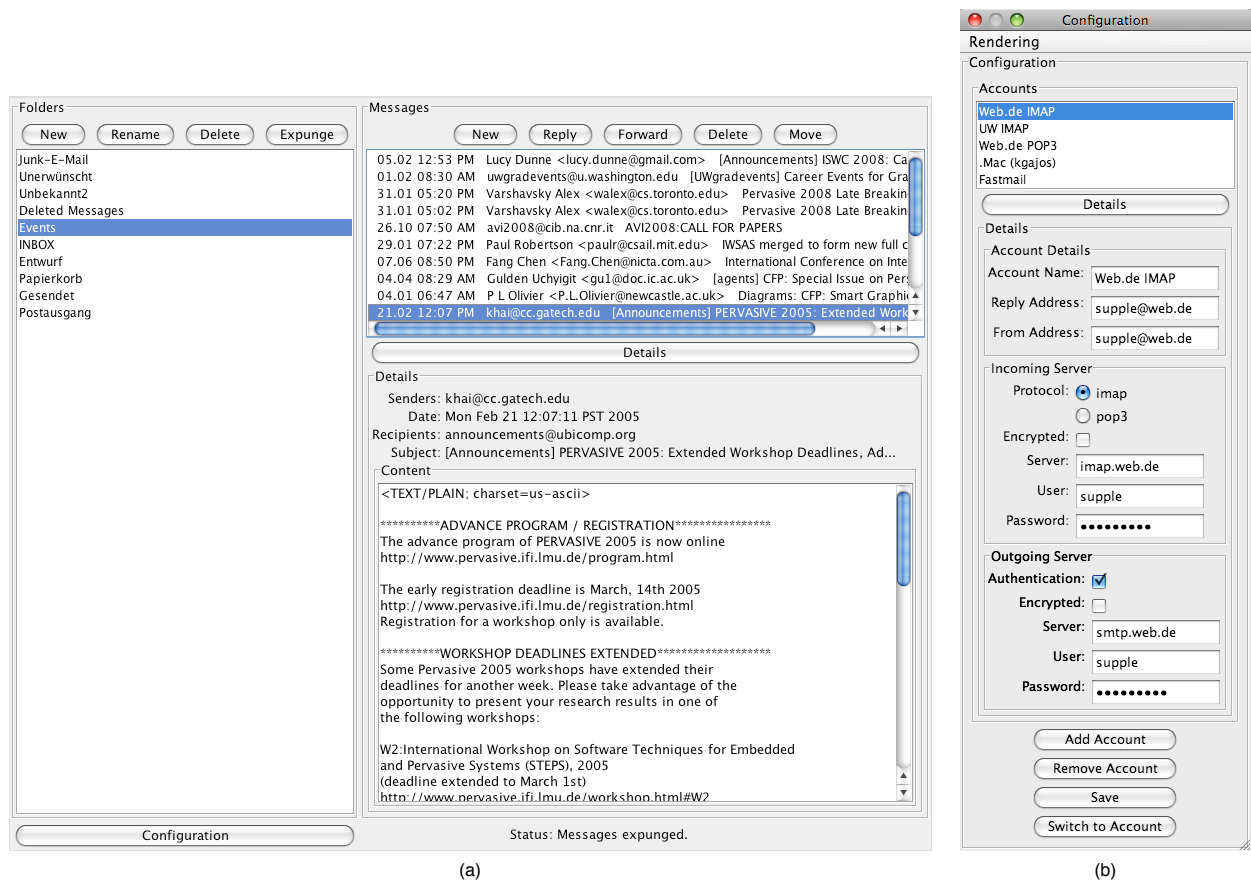 Folders
New Rename Delete Expunge
Junk-E-Mail
Unerwünscht
Unbekannt2
Deleted Messages
Events
INBOX
Entwurf
Papierkorb
Gesendet
Postausgang
Configuration
Messages
New Reply Forward Delete Move
05.02 12:53 PM Lucy Dunne <lucy.dunne@gmail.com> [Announcements] ISWC 2008: Ca
01.02 08:30 AM uwgradevents@u.washington.edu [UWgradevents] Career Events for Gra
31.01 05:20 PM Varshavsky Alex <walex@cs.toronto.edu> Pervasive 2008 Late Breakin
31.01 05:02 PM Varshavsky Alex <walex@cs.toronto.edu> Pervasive 2008 Late Breakin
26.10 07:50 AM avi2008@cib.na.cnr.it AVI2008:CALL FOR PAPERS
29.01 07:22 PM Paul Robertson <paulr@csail.mit.edu> IWSAS merged to form new full c
07.06 08:50 PM Fang Chen <Fang.Chen@nicta.com.au> International Conference on Inte
04.04 08:29 AM Gulden Uchyigit <gu1@doc.ic.ac.uk> [agents] CFP: Special Issue on Pers
04.01 06:47 AM P L Olivier <P.L.Olivier@newcastle.ac.uk> Diagrams: CFP: Smart Graphi
21.02 12:07 PM khai@cc.gatech.edu [Announcements] PERVASIVE 2005: Extended Work
Details
Details
Senders: khai@cc.gatech.edu
Date: Mon Feb 21 12:07:11 PST 2005
Recipients: announcements@ubicomp.org
Subject: [Announcements] PERVASIVE 2005: Extended Workshop Deadlines, Ad...
Content
<TEXT/PLAIN; charset=us-ascii>
**********ADVANCE PROGRAM / REGISTRATION****************
The advance program of PERVASIVE 2005 is now online
http://www.pervasive.ifi.lmu.de/program.html
The early registration deadline is March, 14th 2005
http://www.pervasive.ifi.lmu.de/registration.html
Registration for a workshop only is available.
**********WORKSHOP DEADLINES EXTENDED*******************
Some Pervasive 2005 workshops have extended their
deadlines for another week. Please take advantage of the
opportunity to present your research results in one of
the following workshops:
W2:International Workshop on Software Techniques for Embedded
and Pervasive Systems (STEPS), 2005
(deadline extended to March 1st)
http://www.pervasive.ifi.lmu.de/workshop.html#W2
Status: Messages expunged.
(a)
Configuration
Rendering
Configuration
Accounts
Web.de IMAP
UW IMAP
Web.de POP3
.Mac (kgajos)
Fastmail
Details
Details
Account Details
Account Name: Web.de IMAP
Reply Address: supple@web.de
From Address: supple@web.de
Incoming Server
Protocol: imap
pop3
Encrypted:
Server: imap.web.de
User: supple
Password: •••••••••
Outgoing Server
Authentication:
Encrypted:
Server: smtp.web.de
User: supple
Password: •••••••••
Add Account
Remove Account
Save
Switch to Account
(b)